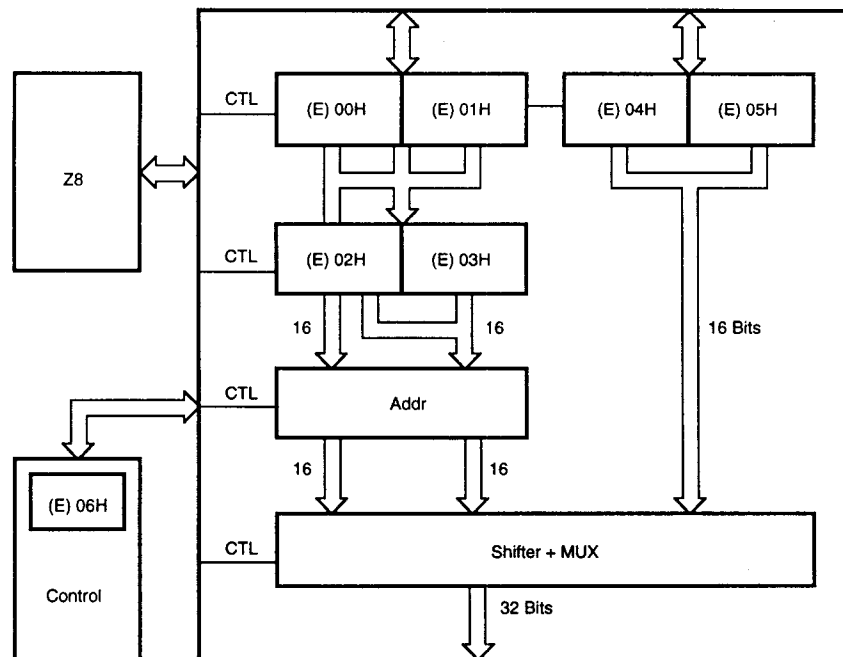 CTL
(E) 00H
(E) 01H
(E) 04H
(E) 05H
Z8
CTL
(E) 02H
(E) 03H
16
16
16 Bits
CTL
Addr
16
16
(E) 06H
Control
CTL
Shifter + MUX
32 Bits